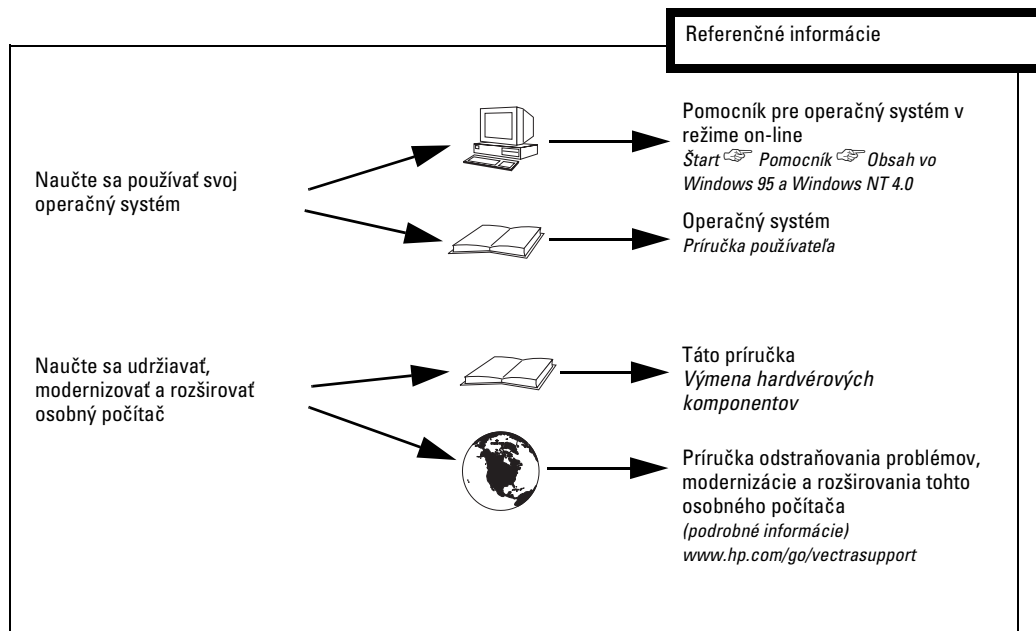 Referenčné informácie
Naučte sa používať svoj
operačný systém
Pomocník pre operačný systém v
režime on-line
Štart ☞ Pomocník ☞ Obsah vo
Windows 95 a Windows NT 4.0
Operačný systém
Príručka používateľa
Naučte sa udržiavať,
modernizovať a rozširovať
osobný počítač
Táto príručka
Výmena hardvérových
komponentov
Príručka odstraňovania problémov,
modernizácie a rozširovania tohto
osobného počítača
(podrobné informácie)
www.hp.com/go/vectrasupport